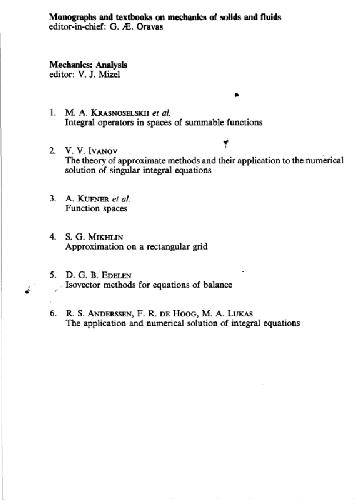 Monographs and textbooks on mechanics of solids and fluids
editor-in-chief: G. Æ. Oravas
Mechanics: Analysis
editor: V. J. Mizel
1. M. A. Krasnoselskii et al.
Integral operators in spaces of summable functions
2. V. V. Ivanov
The theory of approximate methods and their application to the numerical
solution of singular integral equations
3. A. Kufner et al.
Function spaces
4. S. G. Mikhlin
Approximation on a rectangular grid
5. D. G. B. Edelen
Isovector methods for equations of balance
6. R. S. Anderssen, F. R. de Hoog, M. A. Lukas
The application and numerical solution of integral equations